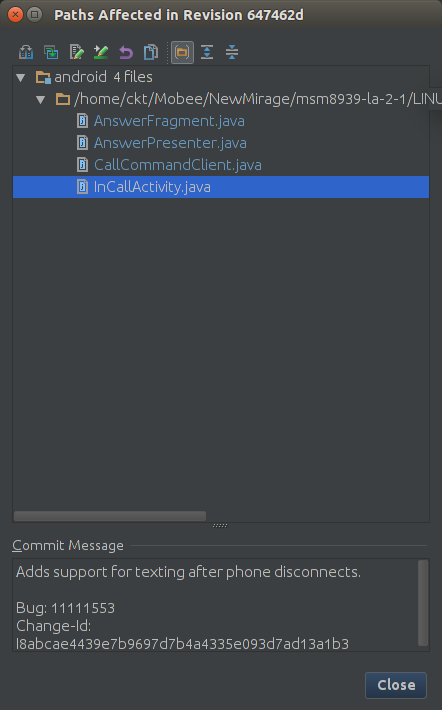 Paths Affected in Revision 647462d
android 4 files
/home/ckt/Mobee/NewMirage/msm8939-la-2-1/LINU
AnswerFragment.java
AnswerPresenter.java
CallCommandClient.java
InCallActivity.java
Commit Message
Adds support for texting after phone disconnects.
Bug: 11111553
Change-Id:
I8abcae4439e7b9697d7b4a4335e093d7ad13a1b3
Close